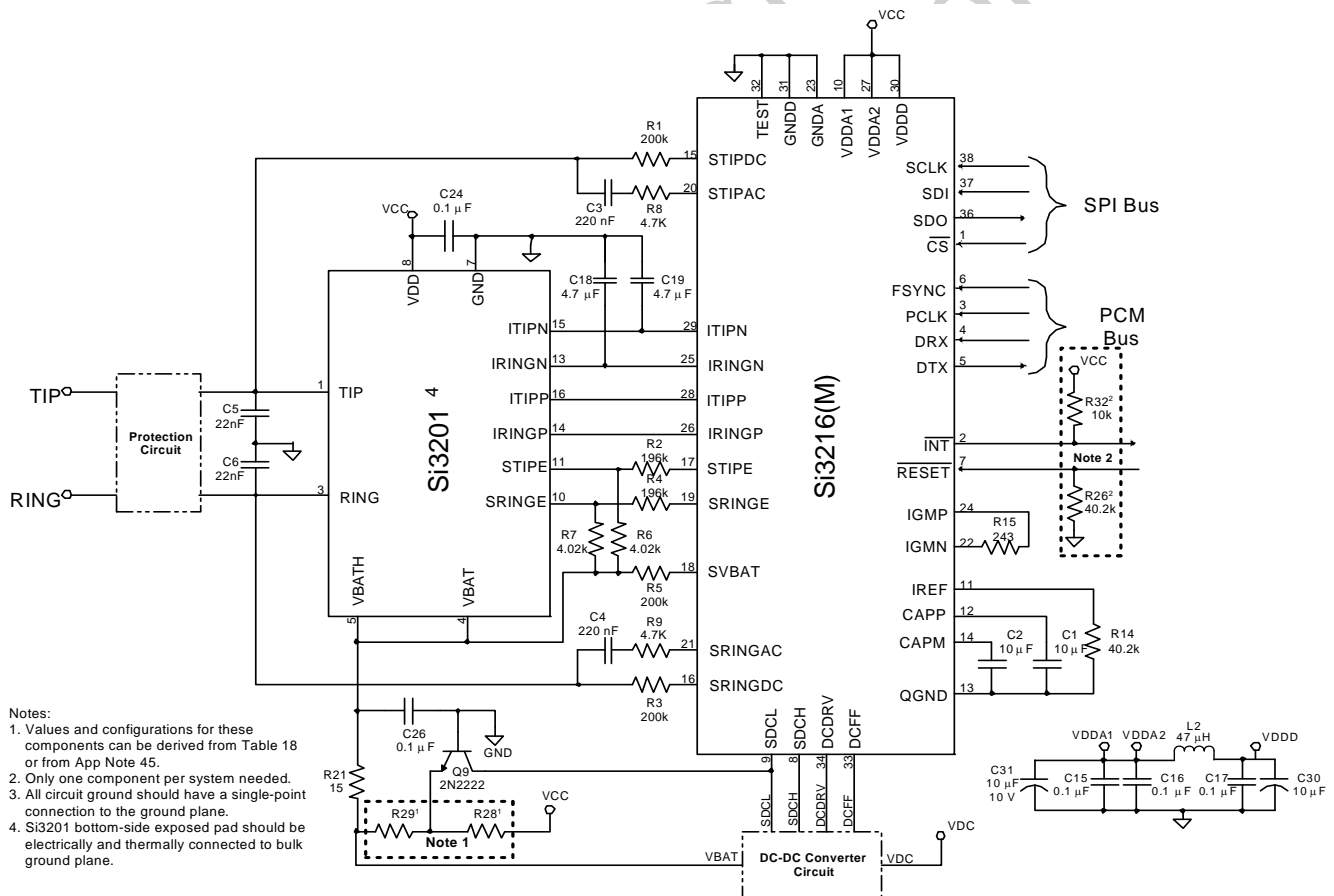 VCC
32
31
23
10
27
30
TEST
GNDD
GNDA
VDDA1
VDDA2
VDDD
R1
200k
15
STIPDC
C3
220 nF
R8
4.7K
20
STIPAC
SCLK
38
SDI
37
SDO
36
CS
1
SPI Bus
VCC
C24
0.1 µF
8
7
VDD
GND
C18
4.7 µF
C19
4.7 µF
FSYNC
6
PCLK
3
DRX
4
DTX
5
PCM
Bus
ITIPN
15
29
ITIPN
IRINGN
13
25
IRINGN
ITIPP
16
28
ITIPP
IRINGP
14
26
IRINGP
STIPE
11
R2
196k
17
STIPE
SRINGE
10
R4
196k
19
SRINGE
TIP
Protection
Circuit
RING
C5
22nF
C6
22nF
1
TIP
3
RING
Si3201 4
Si3216(M)
VCC
R32²
10k
INT
2
Note 2
RESET
7
R26²
40.2k
R7
4.02k
R6
4.02k
18
SVBAT
R5
200k
IGMP
24
R15
243
IGMN
22
IREF
11
CAPP
12
CAPM
14
C2
10 µF
C1
10 µF
R14
40.2k
QGND
13
VBATH
5
VBAT
4
C4
220 nF
R9
4.7K
21
SRINGAC
16
SRINGDC
R3
200k
SDCL
SDCH
DCDRV
DCFF
9
8
34
33
SDCL
SDCH
DCDRV
DCFF
C26
0.1 µF
GND
Q9
2N2222
R21
15
R29¹
R28¹
Note 1
VCC
VBAT
DC-DC Converter
Circuit
VDC
VDC
VDDA1
VDDA2
L2
47 µH
VDDD
C31
10 µF
10 V
C15
0.1 µF
C16
0.1 µF
C17
0.1 µF
C30
10 µF
Notes:
1. Values and configurations for these
components can be derived from Table 18
or from App Note 45.
2. Only one component per system needed.
3. All circuit ground should have a single-point
connection to the ground plane.
4. Si3201 bottom-side exposed pad should be
electrically and thermally connected to bulk
ground plane.